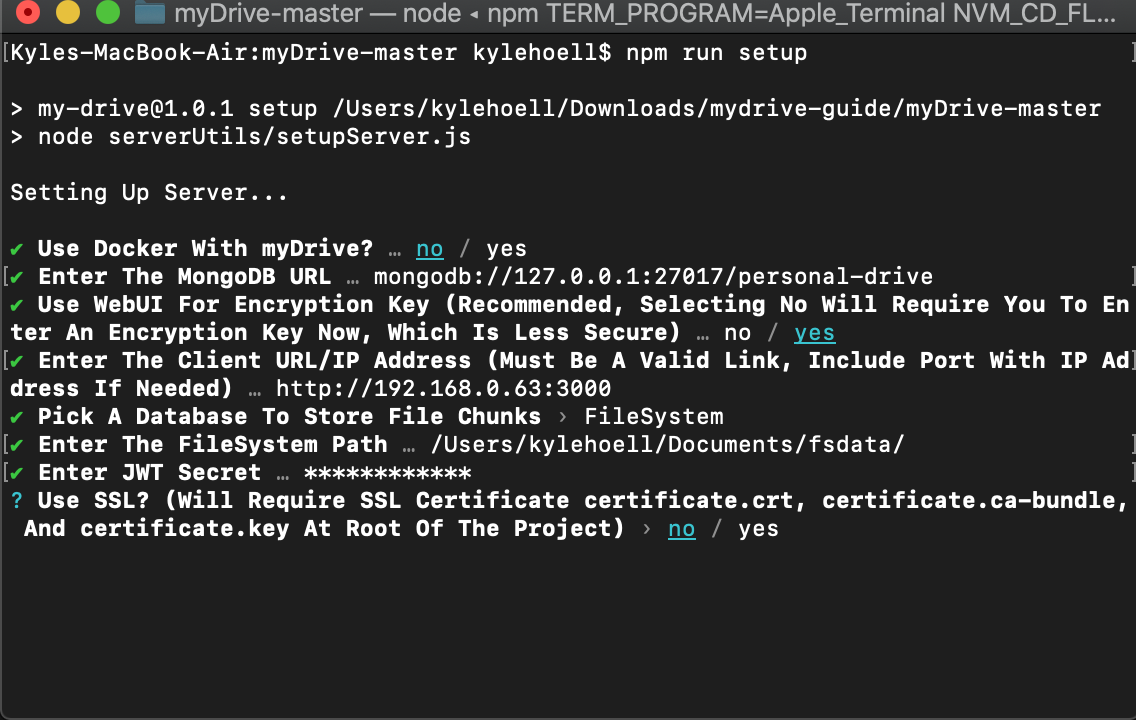 myDrive-master — node ◂ npm TERM_PROGRAM=Apple_Terminal NVM_CD_FL...
[Kyles-MacBook-Air:myDrive-master kylehoell$ npm run setup ]
> my-drive@1.0.1 setup /Users/kylehoell/Downloads/mydrive-guide/myDrive-master
> node serverUtils/setupServer.js
Setting Up Server...
✔ Use Docker With myDrive? … no / yes
[✔ Enter The MongoDB URL … mongodb://127.0.0.1:27017/personal-drive ]
✔ Use WebUI For Encryption Key (Recommended, Selecting No Will Require You To En
ter An Encryption Key Now, Which Is Less Secure) … no / yes
[✔ Enter The Client URL/IP Address (Must Be A Valid Link, Include Port With IP Ad]
dress If Needed) … http://192.168.0.63:3000
✔ Pick A Database To Store File Chunks › FileSystem
[✔ Enter The FileSystem Path … /Users/kylehoell/Documents/fsdata/ ]
[✔ Enter JWT Secret … ************ ]
? Use SSL? (Will Require SSL Certificate certificate.crt, certificate.ca-bundle,
And certificate.key At Root Of The Project) › no / yes